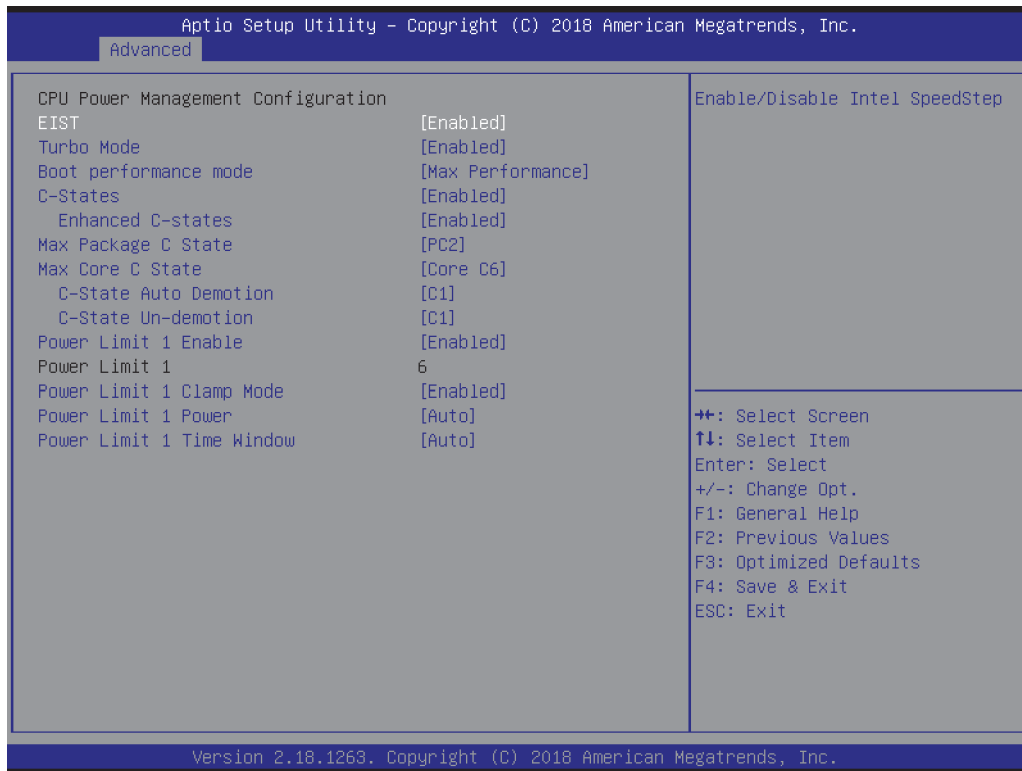 Aptio Setup Utility – Copyright (C) 2018 American Megatrends, Inc.
Advanced
CPU Power Management Configuration
EIST [Enabled]
Turbo Mode [Enabled]
Boot performance mode [Max Performance]
C-States [Enabled]
Enhanced C-states [Enabled]
Max Package C State [PC2]
Max Core C State [Core C6]
C-State Auto Demotion [C1]
C-State Un-demotion [C1]
Power Limit 1 Enable [Enabled]
Power Limit 1 6
Power Limit 1 Clamp Mode [Enabled]
Power Limit 1 Power [Auto]
Power Limit 1 Time Window [Auto]
Enable/Disable Intel SpeedStep
→←: Select Screen
↑↓: Select Item
Enter: Select
+/-: Change Opt.
F1: General Help
F2: Previous Values
F3: Optimized Defaults
F4: Save & Exit
ESC: Exit
Version 2.18.1263. Copyright (C) 2018 American Megatrends, Inc.